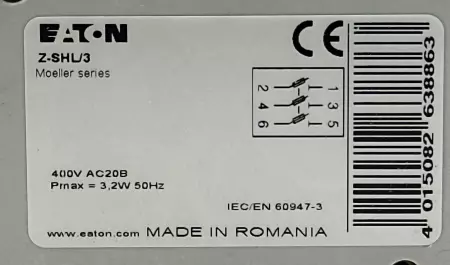 EATON
CE
Z-SHL/3
Moeller series
2 1
4 3
6 5
400V AC20B
Pmax = 3,2W 50Hz
IEC/EN 60947-3
www.eaton.com MADE IN ROMANIA
4 015082 638863